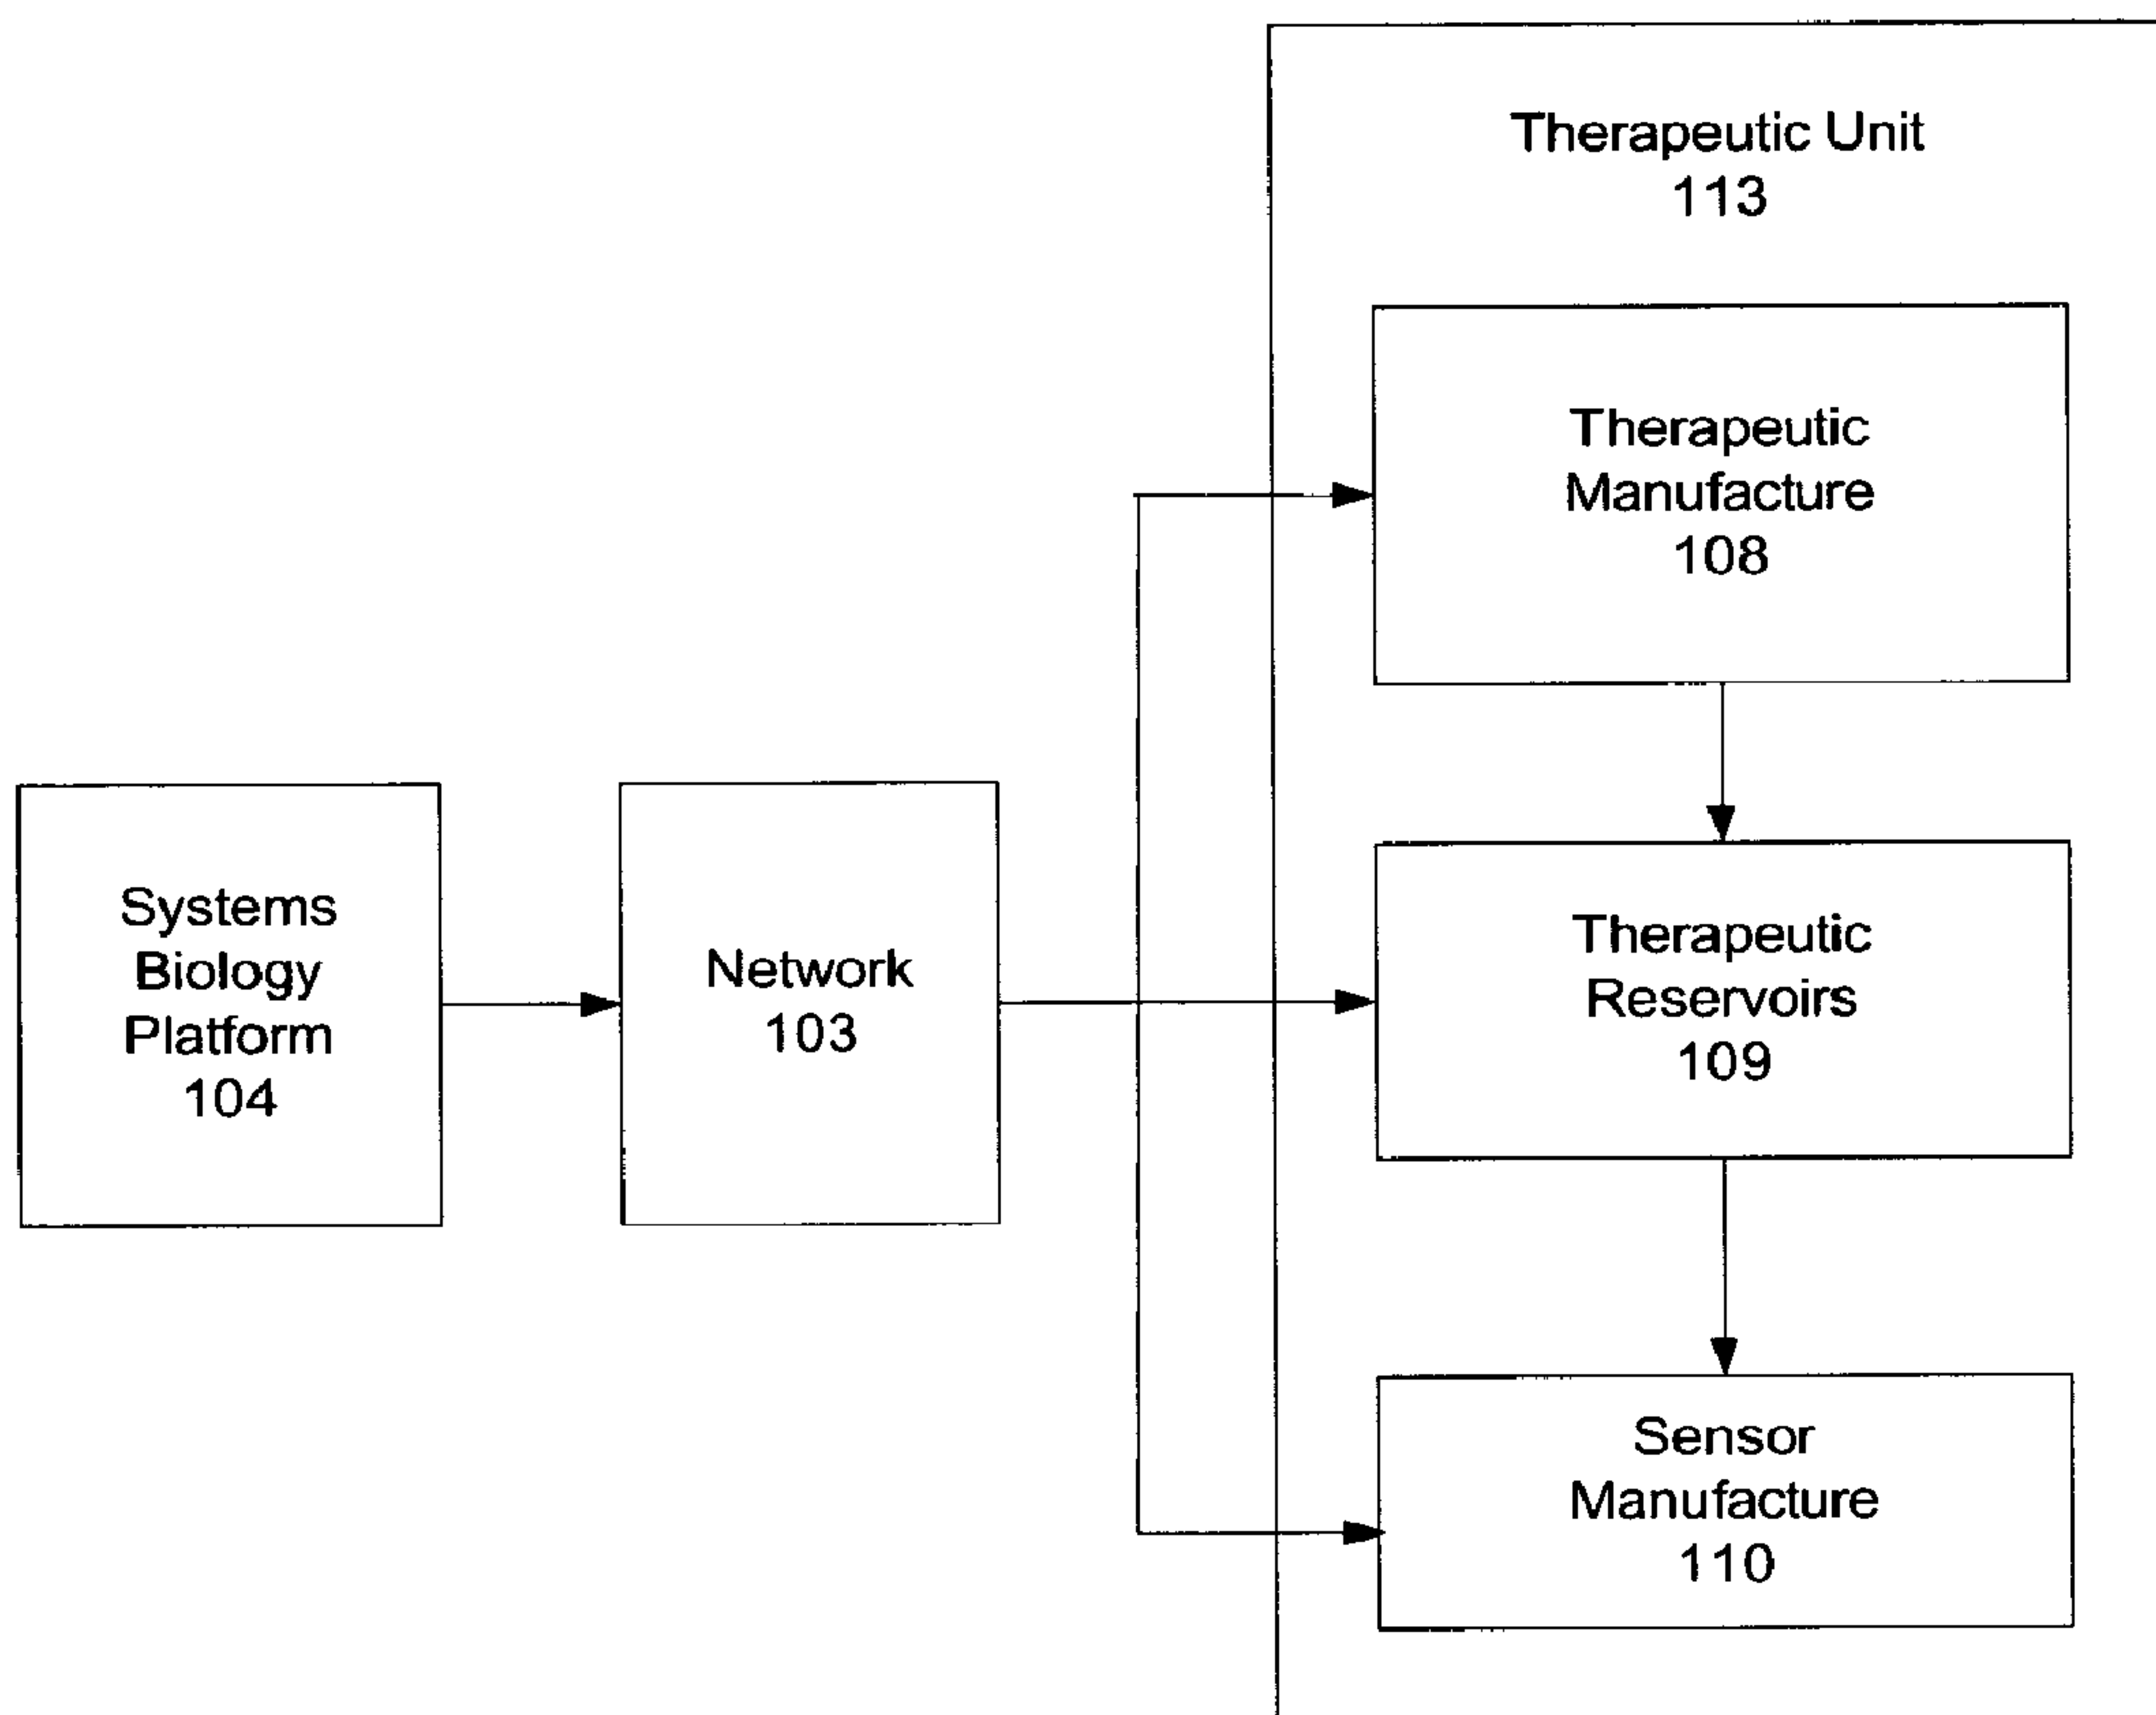 Therapeutic Unit
113
Therapeutic
Manufacture
108
Systems
Biology
Platform
104
Network
103
Therapeutic
Reservoirs
109
Sensor
Manufacture
110